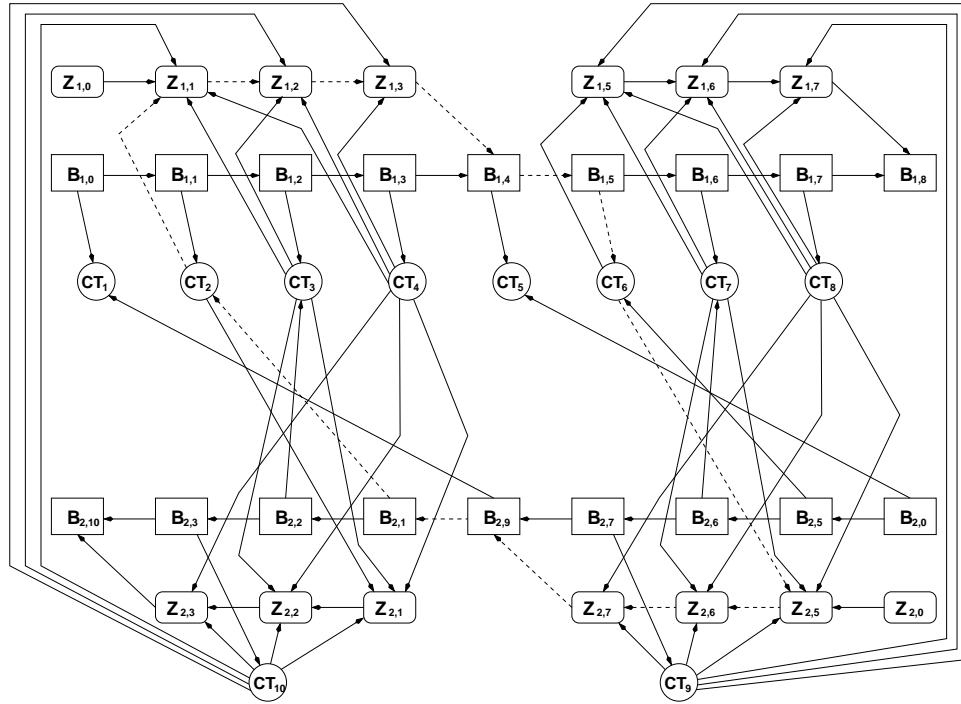 Z1,0 Z1,1 Z1,2 Z1,3 Z1,5 Z1,6 Z1,7
B1,0 B1,1 B1,2 B1,3 B1,4 B1,5 B1,6 B1,7 B1,8
CT1 CT2 CT3 CT4 CT5 CT6 CT7 CT8
B2,10 B2,3 B2,2 B2,1 B2,9 B2,7 B2,6 B2,5 B2,0
Z2,3 Z2,2 Z2,1 Z2,7 Z2,6 Z2,5 Z2,0
CT10 CT9